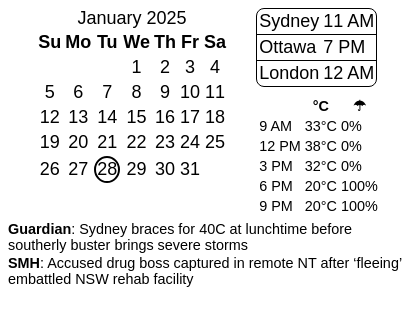 January 2025
Su Mo Tu We Th Fr Sa
1 2 3 4
5 6 7 8 9 10 11
12 13 14 15 16 17 18
19 20 21 22 23 24 25
26 27 28 29 30 31
Sydney 11 AM
Ottawa 7 PM
London 12 AM
°C ☂
9 AM 33°C 0%
12 PM 38°C 0%
3 PM 32°C 0%
6 PM 20°C 100%
9 PM 20°C 100%
Guardian: Sydney braces for 40C at lunchtime before
southerly buster brings severe storms
SMH: Accused drug boss captured in remote NT after ‘fleeing’
embattled NSW rehab facility